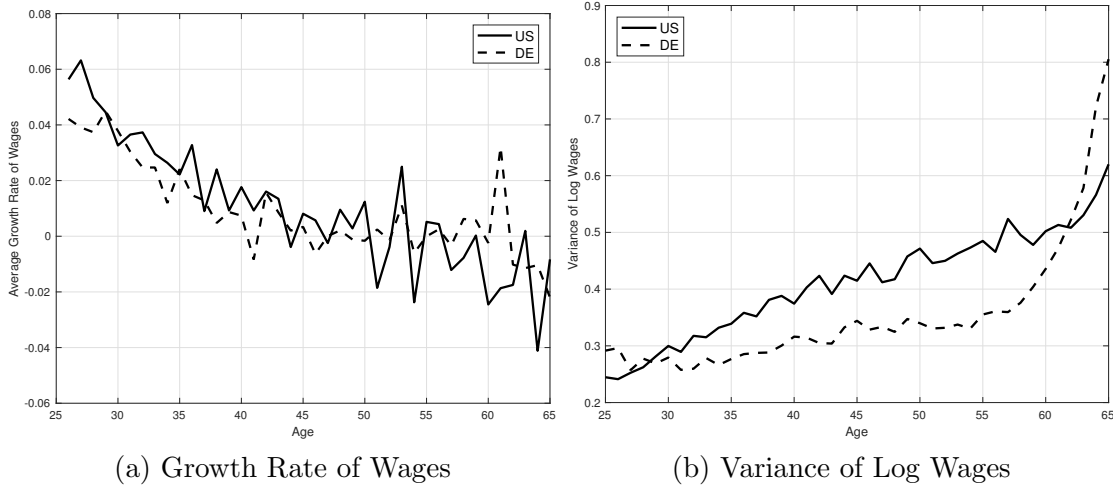 0.08
0.06
0.04
0.02
0
-0.02
-0.04
-0.06
25 30 35 40 45 50 55 60 65
Age
Average Growth Rate of Wages
US
DE
(a) Growth Rate of Wages
0.9
0.8
0.7
0.6
0.5
0.4
0.3
0.2
25 30 35 40 45 50 55 60 65
Age
Variance of Log Wages
US
DE
(b) Variance of Log Wages